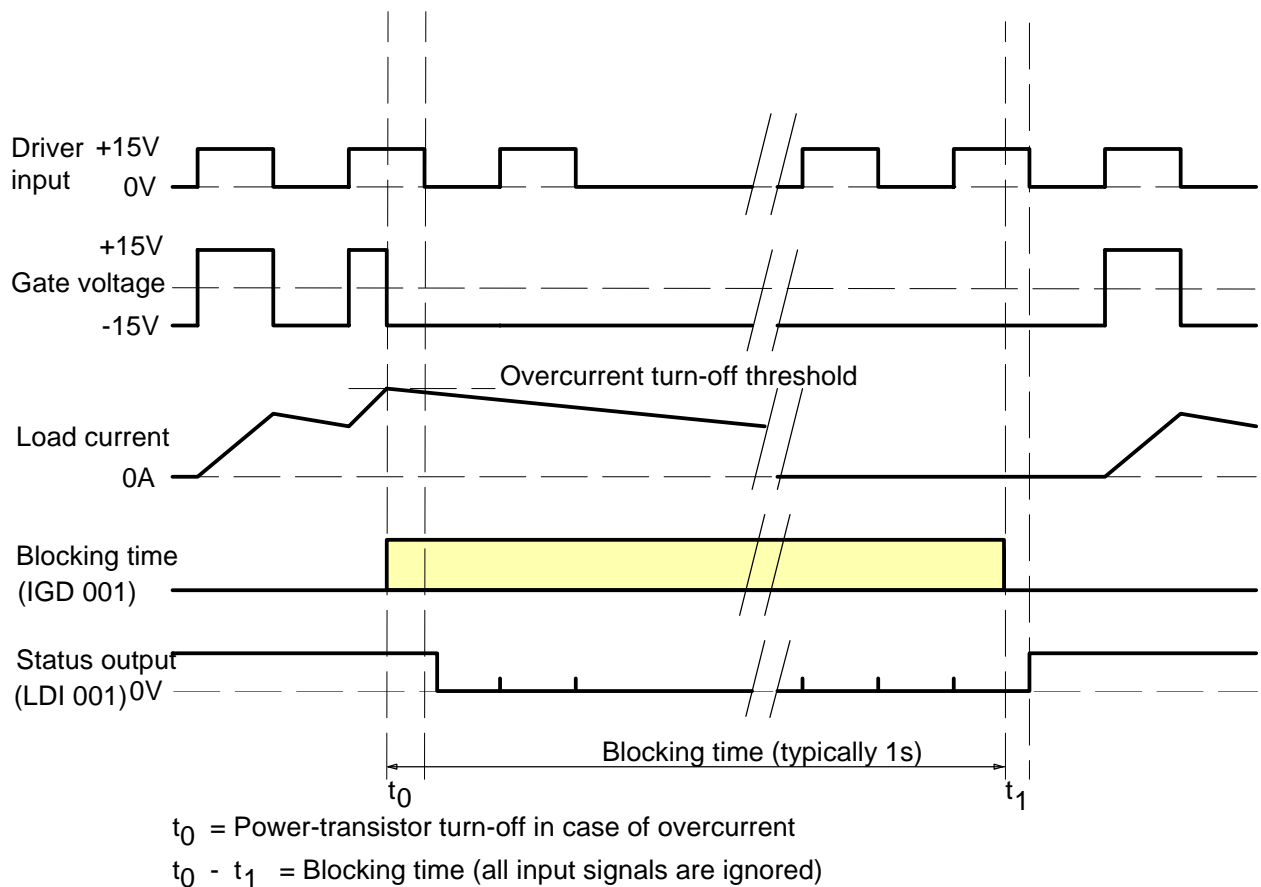 Driver +15V
input
0V
+15V
Gate voltage
-15V
Overcurrent turn-off threshold
Load current
0A
Blocking time
(IGD 001)
Status output
(LDI 001) 0V
Blocking time (typically 1s)
t0 t1
t0 = Power-transistor turn-off in case of overcurrent
t0 - t1 = Blocking time (all input signals are ignored)